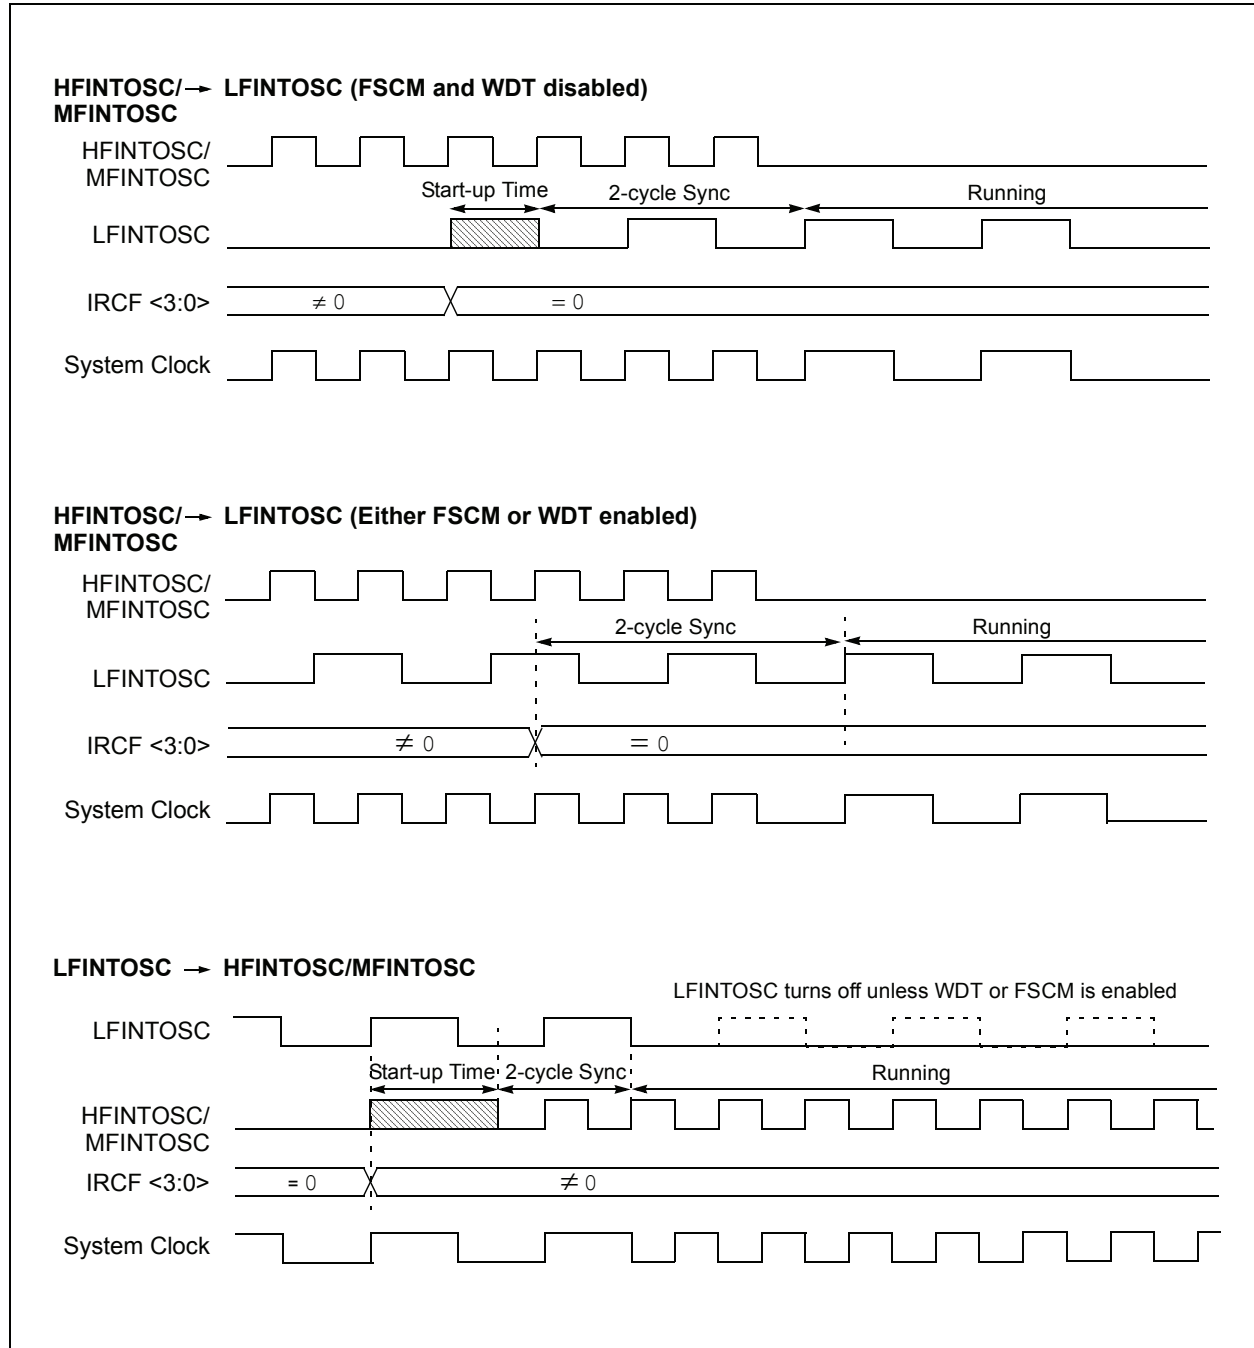 HFINTOSC/→ LFINTOSC (FSCM and WDT disabled)
MFINTOSC
HFINTOSC/
MFINTOSC
Start-up Time
2-cycle Sync
Running
LFINTOSC
IRCF <3:0>
≠ 0
= 0
System Clock
HFINTOSC/→ LFINTOSC (Either FSCM or WDT enabled)
MFINTOSC
HFINTOSC/
MFINTOSC
2-cycle Sync
Running
LFINTOSC
IRCF <3:0>
≠ 0
= 0
System Clock
LFINTOSC → HFINTOSC/MFINTOSC
LFINTOSC turns off unless WDT or FSCM is enabled
LFINTOSC
Start-up Time
2-cycle Sync
Running
HFINTOSC/
MFINTOSC
IRCF <3:0>
= 0
≠ 0
System Clock